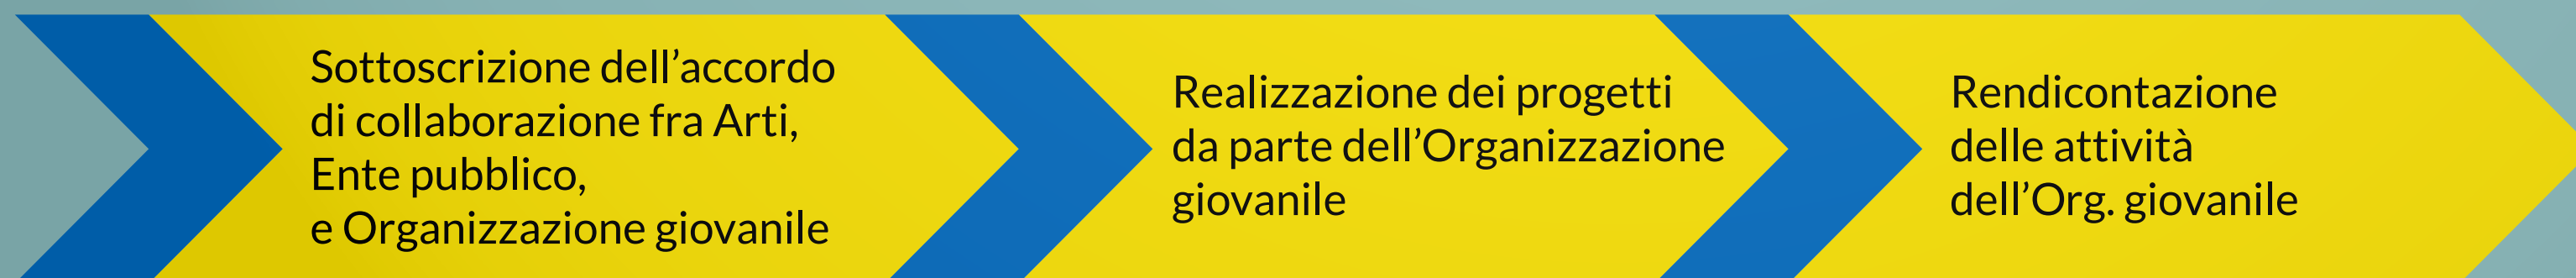 Sottoscrizione dell’accordo
di collaborazione fra Arti,
Ente pubblico,
e Organizzazione giovanile
Realizzazione dei progetti
da parte dell’Organizzazione
giovanile
Rendicontazione
delle attività
dell’Org. giovanile